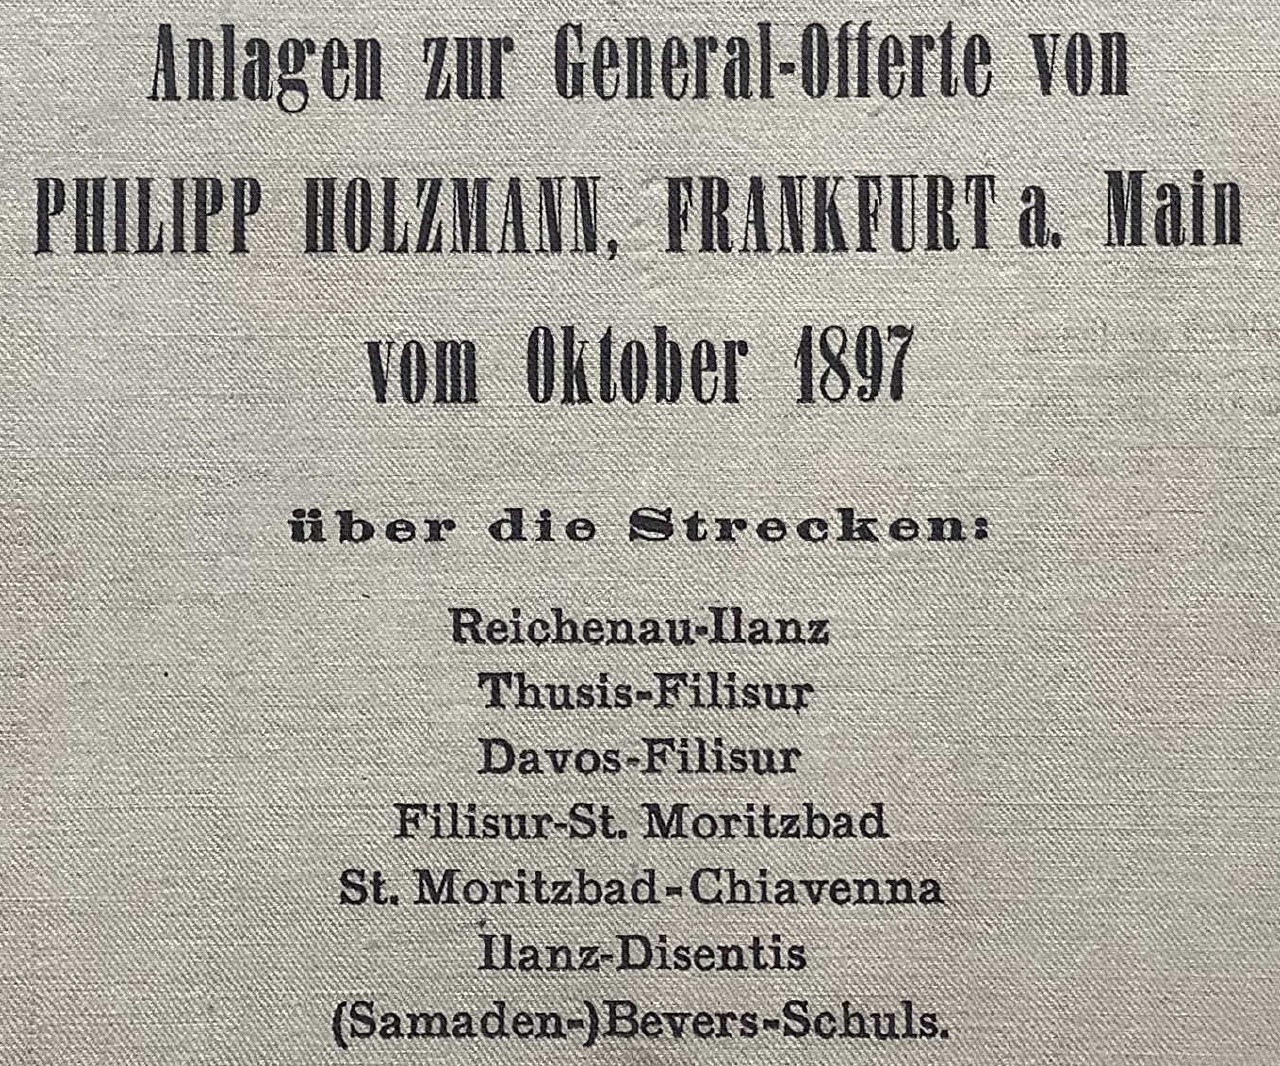 Anlagen zur General-Offerte von
PHILIPP HOLZMANN, FRANKFURT a. Main
vom Oktober 1897
über die Strecken:
Reichenau-Ilanz
Thusis-Filisur
Davos-Filisur
Filisur-St. Moritzbad
St. Moritzbad-Chiavenna
Ilanz-Disentis
(Samaden-)Bevers-Schuls.